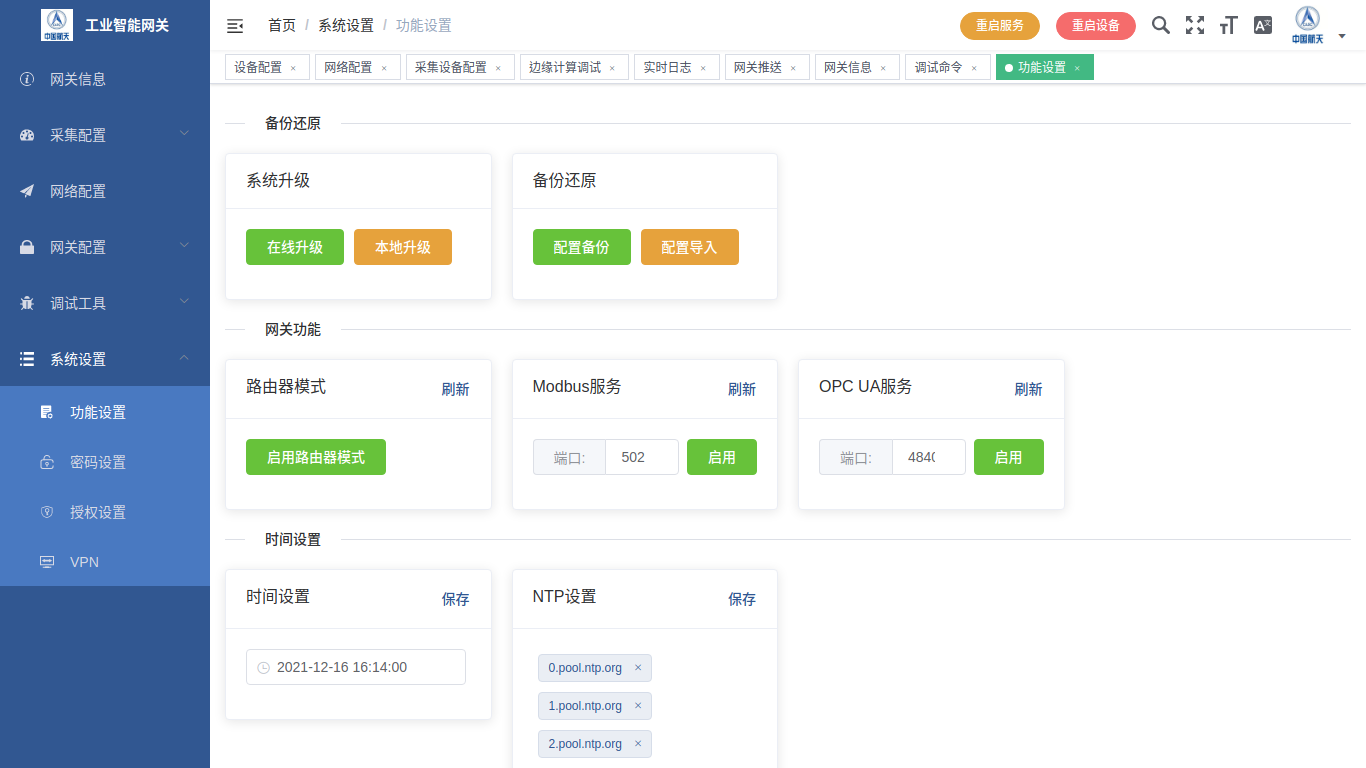 中国航天
工业智能网关
首页 / 系统设置 / 功能设置
重启服务
重启设备
中国航天
设备配置 ×
网络配置 ×
采集设备配置 ×
边缘计算调试 ×
实时日志 ×
网关推送 ×
网关信息 ×
调试命令 ×
功能设置 ×
网关信息
采集配置
网络配置
网关配置
调试工具
系统设置
功能设置
密码设置
授权设置
VPN
备份还原
系统升级
在线升级 本地升级
备份还原
配置备份 配置导入
网关功能
路由器模式 刷新
启用路由器模式
Modbus服务 刷新
端口: 502 启用
OPC UA服务 刷新
端口: 4840 启用
时间设置
时间设置 保存
2021-12-16 16:14:00
NTP设置 保存
0.pool.ntp.org ×
1.pool.ntp.org ×
2.pool.ntp.org ×